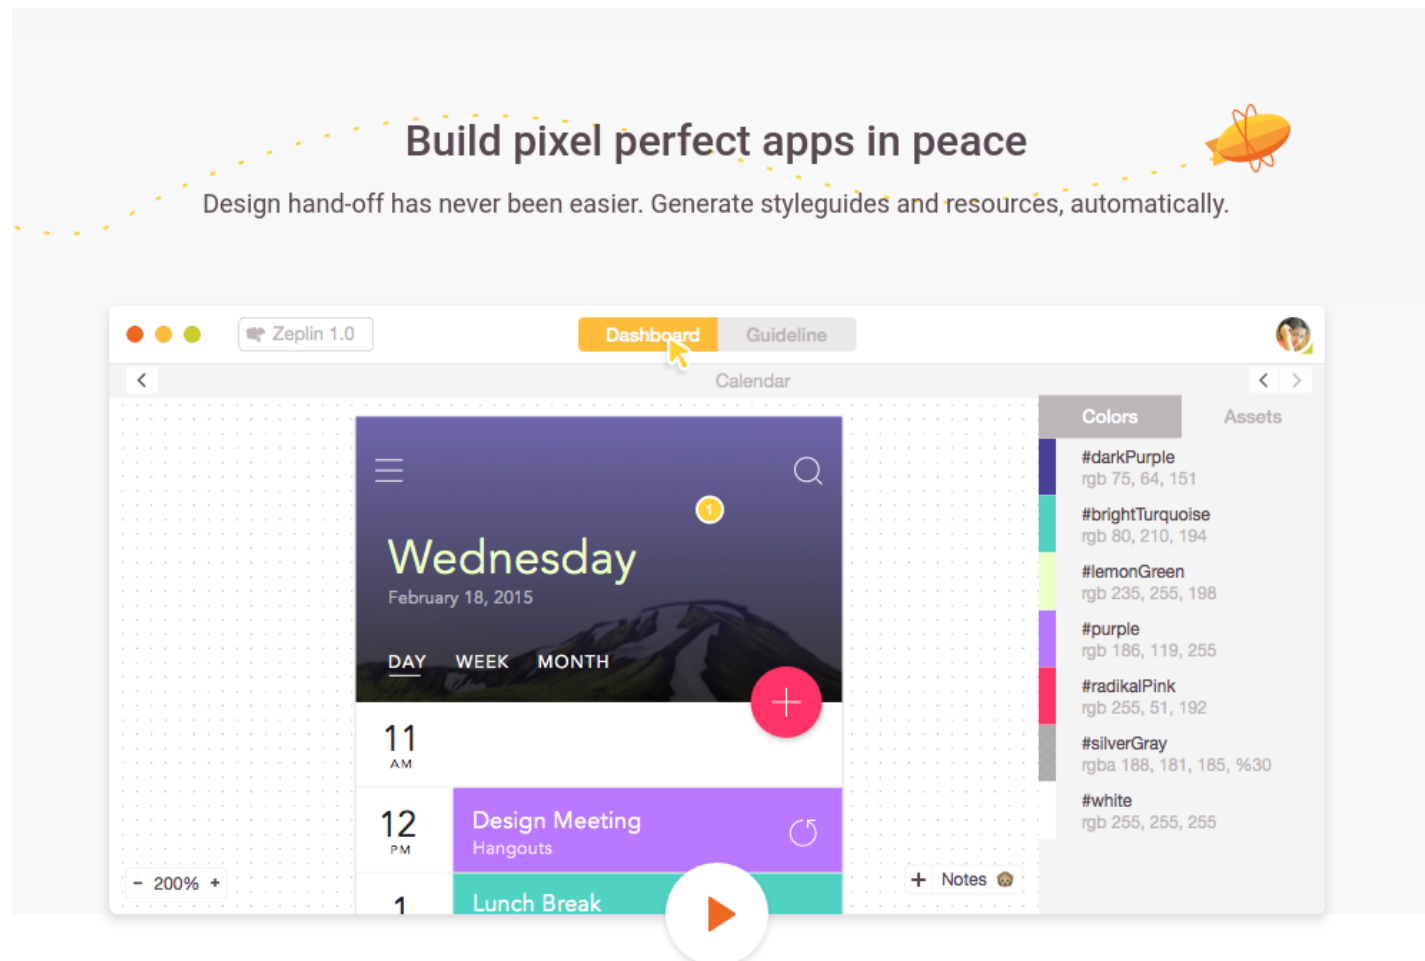 Build pixel perfect apps in peace
Design hand-off has never been easier. Generate styleguides and resources, automatically.
Zeplin 1.0
Dashboard
Guideline
Calendar
Colors
Assets
1
Wednesday
February 18, 2015
DAY WEEK MONTH
11
AM
12
PM
Design Meeting
Hangouts
1
Lunch Break
#darkPurple
rgb 75, 64, 151
#brightTurquoise
rgb 80, 210, 194
#lemonGreen
rgb 235, 255, 198
#purple
rgb 186, 119, 255
#radikalPink
rgb 255, 51, 192
#silverGray
rgba 188, 181, 185, %30
#white
rgb 255, 255, 255
- 200% +
+ Notes